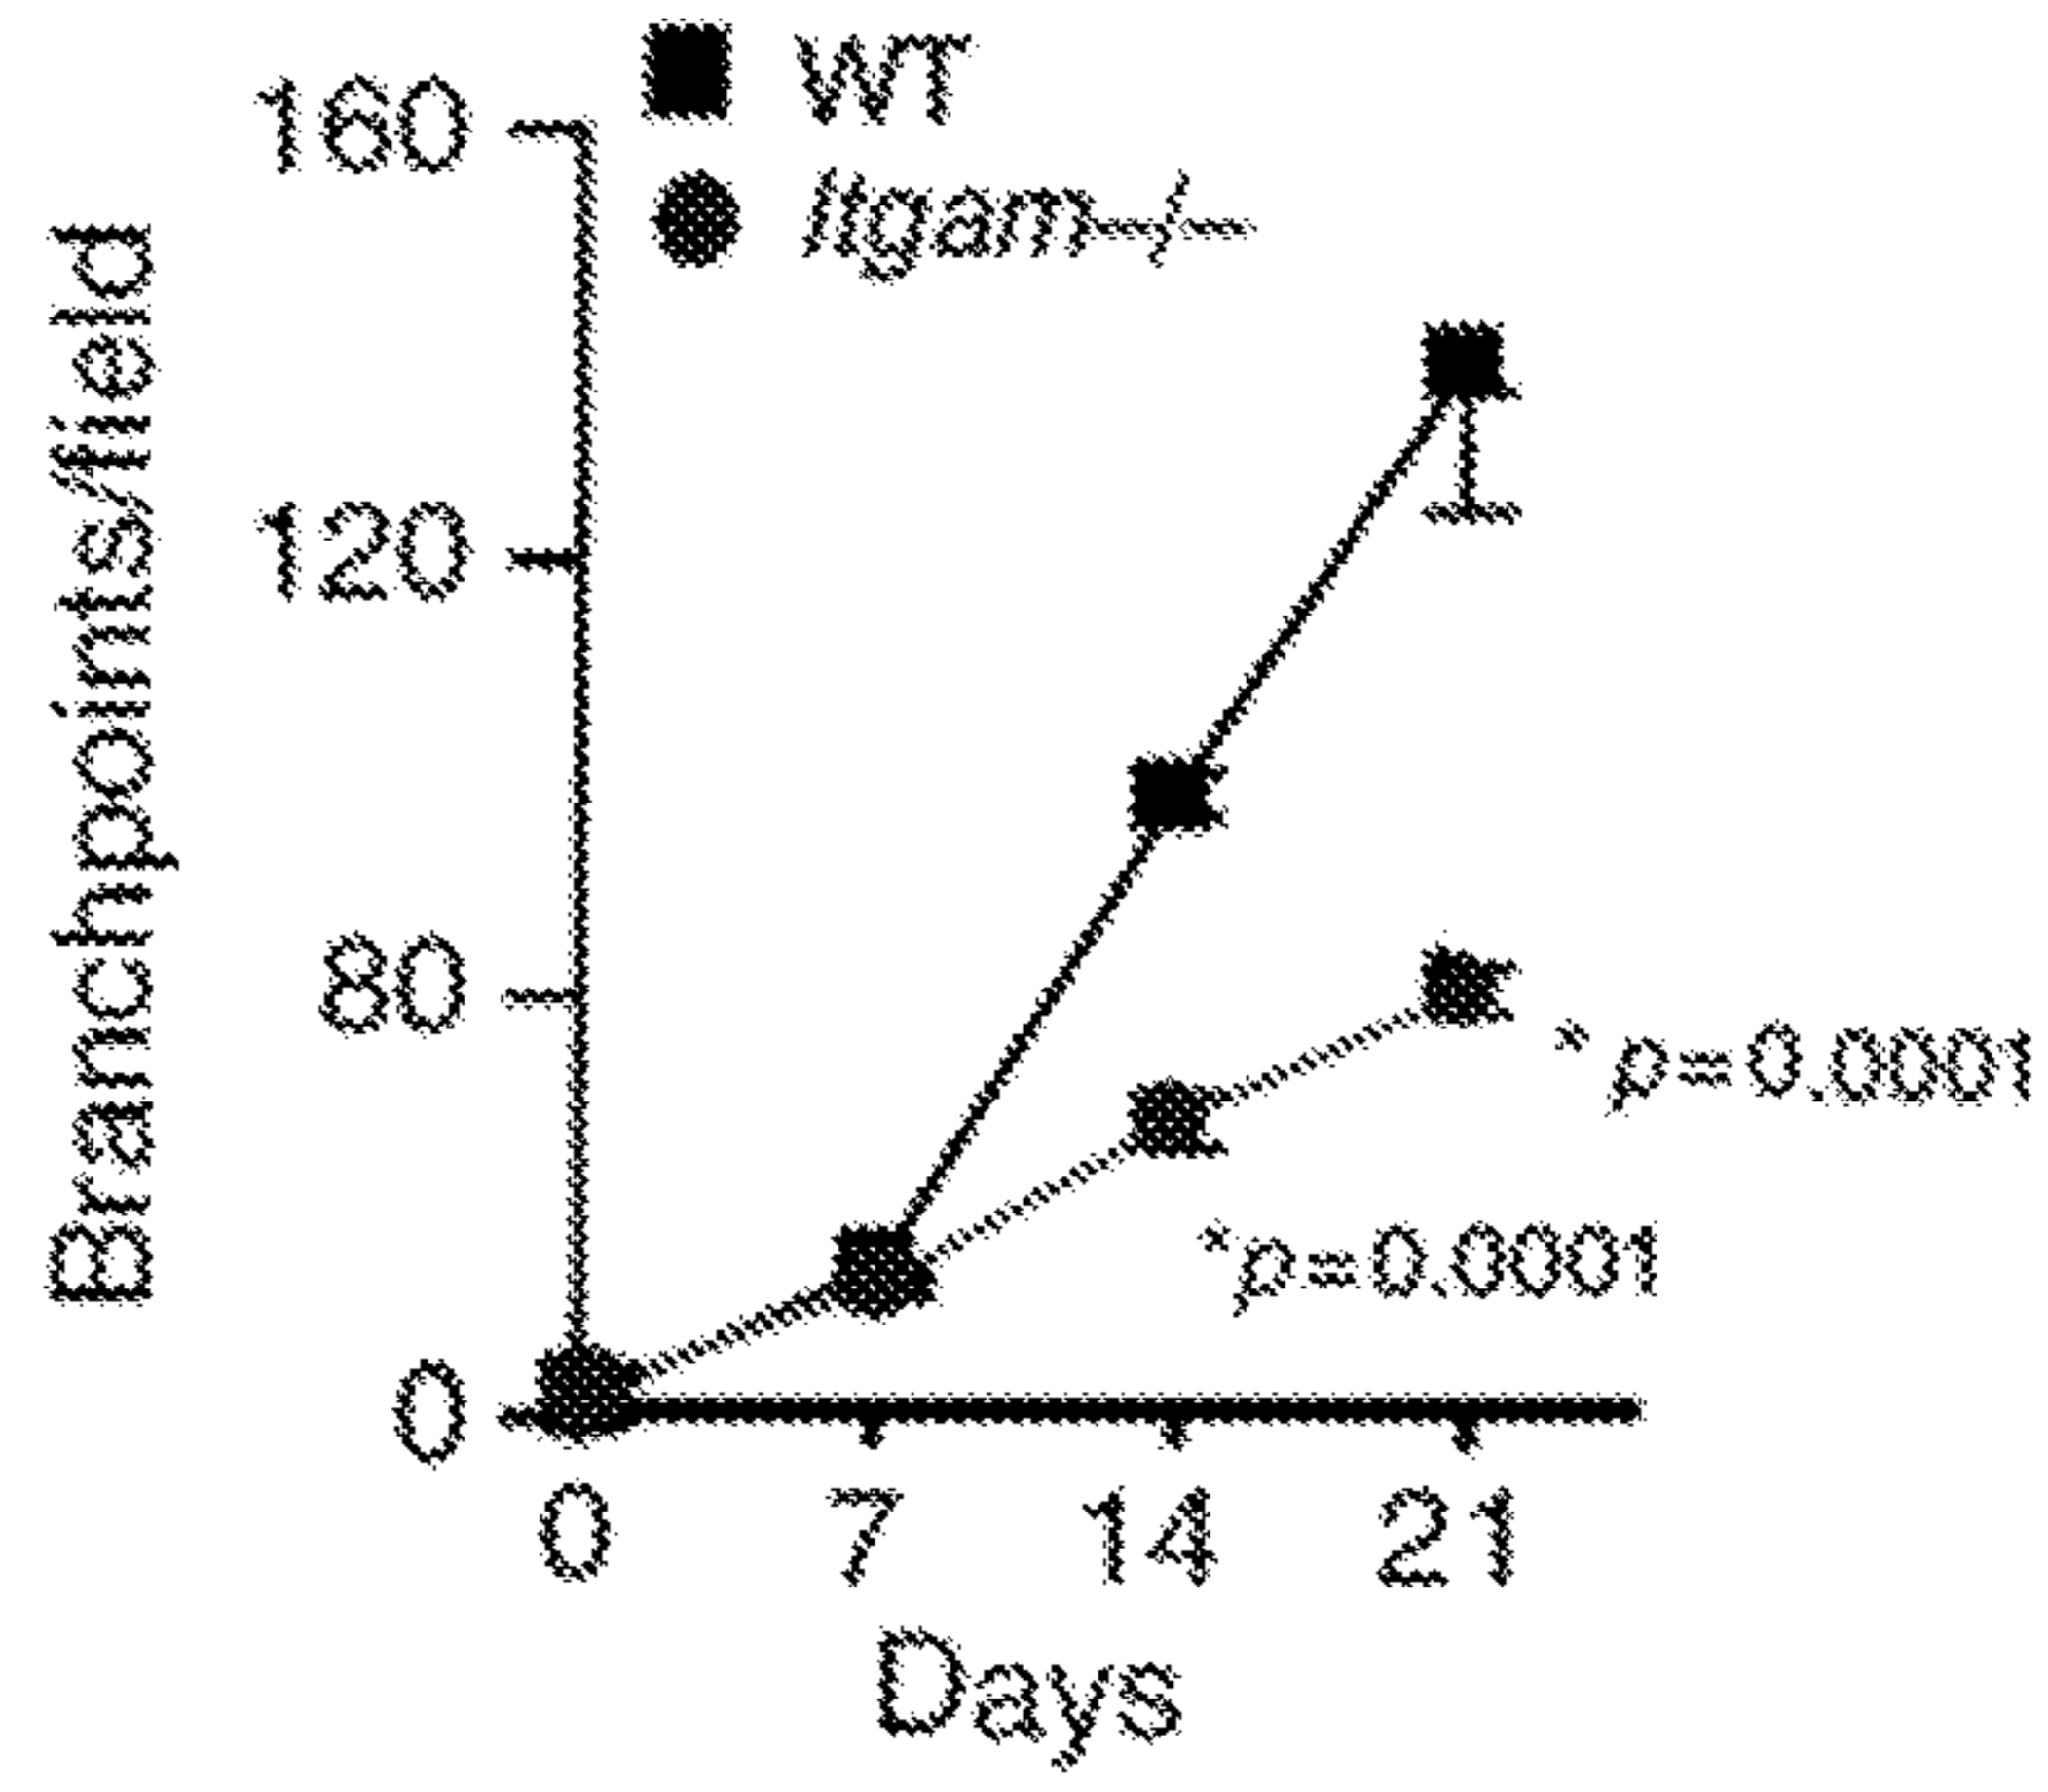 WT
Itgam-/-
Branchpoints/field
160
120
80
0
*p=0.0001
*p=0.0001
0 7 14 21
Days